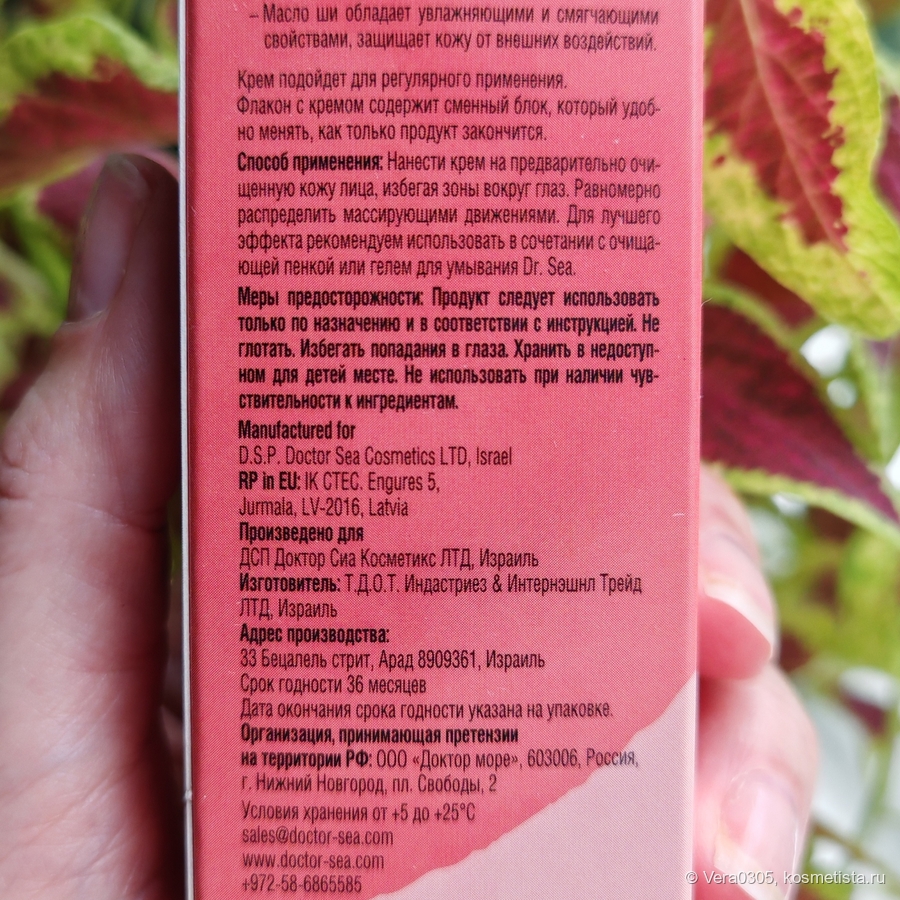 – Масло ши обладает увлажняющими и смягчающими
свойствами, защищает кожу от внешних воздействий.
Крем подойдет для регулярного применения.
Флакон с кремом содержит сменный блок, который удоб-
но менять, как только продукт закончится.
Способ применения: Нанести крем на предварительно очи-
щенную кожу лица, избегая зоны вокруг глаз. Равномерно
распределить массирующими движениями. Для лучшего
эффекта рекомендуем использовать в сочетании с очища-
ющей пенкой или гелем для умывания Dr. Sea.
Меры предосторожности: Продукт следует использовать
только по назначению и в соответствии с инструкцией. Не
глотать. Избегать попадания в глаза. Хранить в недоступ-
ном для детей месте. Не использовать при наличии чув-
ствительности к ингредиентам.
Manufactured for
D.S.P. Doctor Sea Cosmetics LTD, Israel
RP in EU: IK CTEC. Engures 5,
Jurmala, LV-2016, Latvia
Произведено для
ДСП Доктор Сиа Косметикс ЛТД, Израиль
Изготовитель: Т.Д.О.Т. Индастриез & Интернэшнл Трейд
ЛТД, Израиль
Адрес производства:
33 Бецалель стрит, Арад 8909361, Израиль
Срок годности 36 месяцев
Дата окончания срока годности указана на упаковке.
Организация, принимающая претензии
на территории РФ: ООО «Доктор море», 603006, Россия,
г. Нижний Новгород, пл. Свободы, 2
Условия хранения от +5 до +25°C
sales@doctor-sea.com
www.doctor-sea.com
+972-58-6865585
© Vera0305, kosmetista.ru